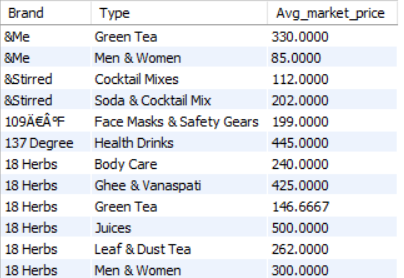 Brand Type Avg_market_price
&Me Green Tea 330.0000
&Me Men & Women 85.0000
&Stirred Cocktail Mixes 112.0000
&Stirred Soda & Cocktail Mix 202.0000
109Ä€ÂºF Face Masks & Safety Gears 199.0000
137 Degree Health Drinks 445.0000
18 Herbs Body Care 240.0000
18 Herbs Ghee & Vanaspati 425.0000
18 Herbs Green Tea 146.6667
18 Herbs Juices 500.0000
18 Herbs Leaf & Dust Tea 262.0000
18 Herbs Men & Women 300.0000